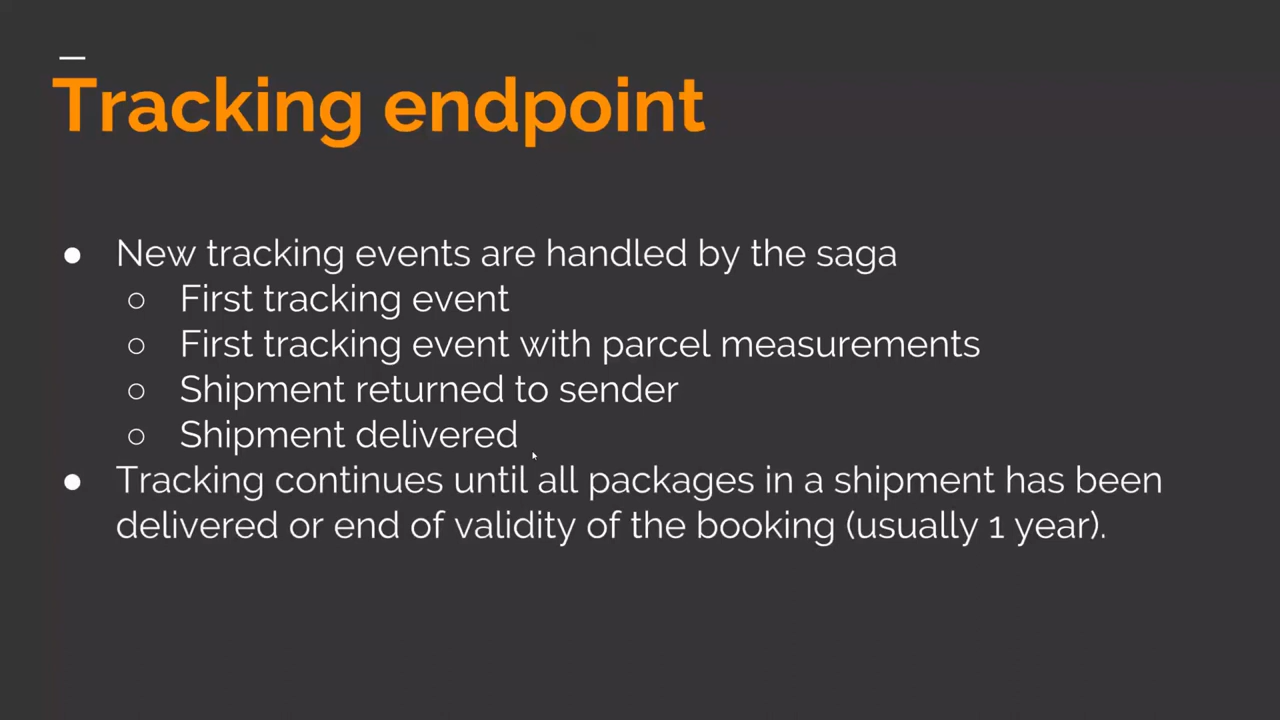 Tracking endpoint
● New tracking events are handled by the saga
○ First tracking event
○ First tracking event with parcel measurements
○ Shipment returned to sender
○ Shipment delivered
● Tracking continues until all packages in a shipment has been
delivered or end of validity of the booking (usually 1 year).